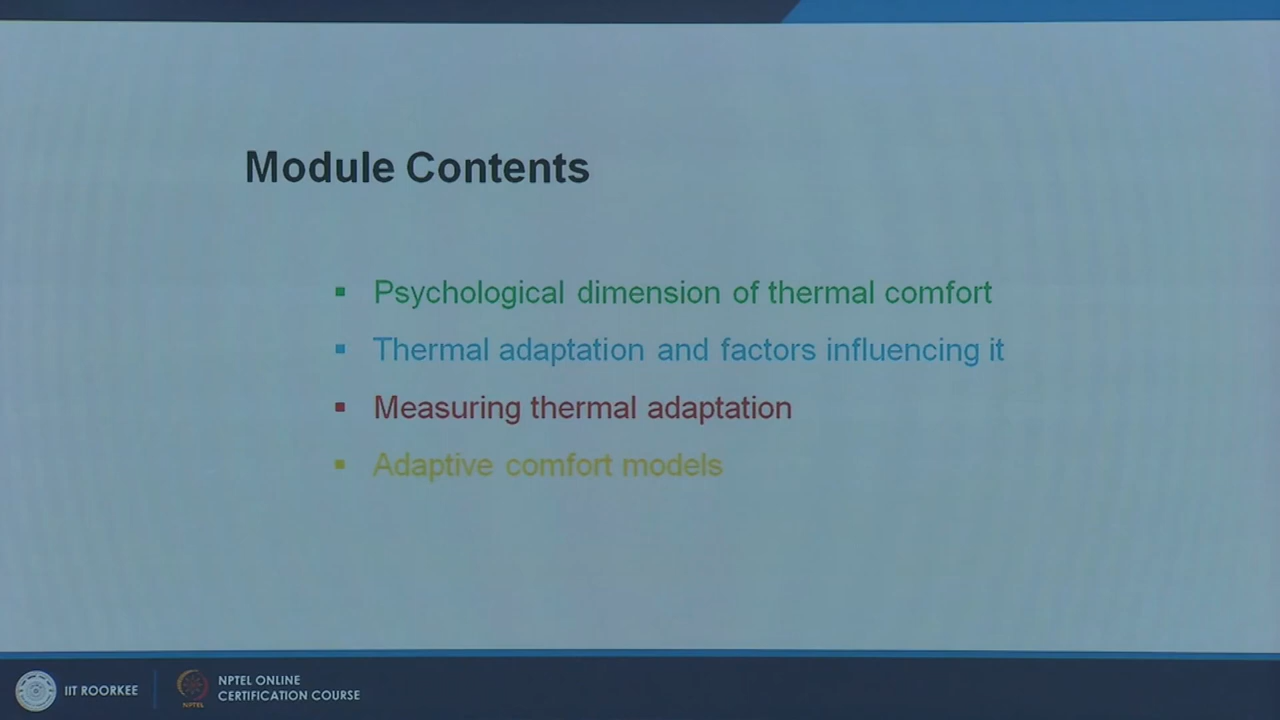 Module Contents
Psychological dimension of thermal comfort
Thermal adaptation and factors influencing it
Measuring thermal adaptation
Adaptive comfort models
IIT ROORKEE
NPTEL
NPTEL ONLINE
CERTIFICATION COURSE